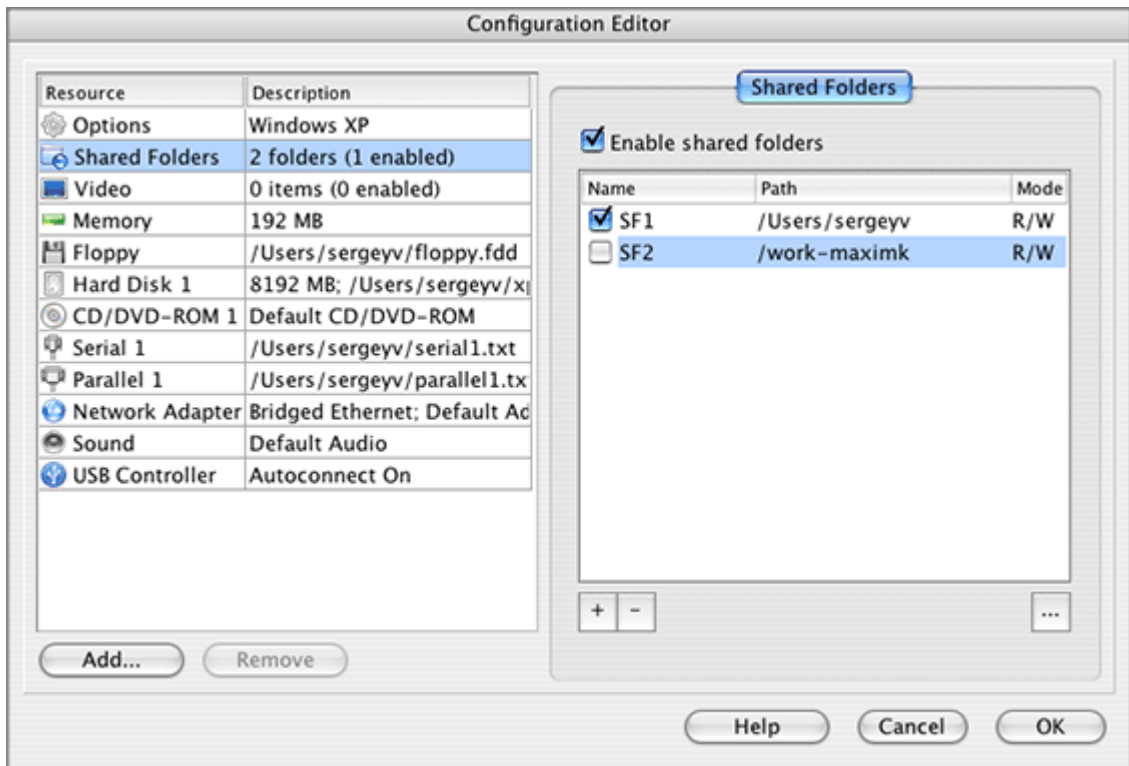 Configuration Editor
Resource Description
Options Windows XP
Shared Folders 2 folders (1 enabled)
Video 0 items (0 enabled)
Memory 192 MB
Floppy /Users/sergeyv/floppy.fdd
Hard Disk 1 8192 MB; /Users/sergeyv/xp
CD/DVD-ROM 1 Default CD/DVD-ROM
Serial 1 /Users/sergeyv/serial1.txt
Parallel 1 /Users/sergeyv/parallel1.tx
Network Adapter Bridged Ethernet; Default Ad
Sound Default Audio
USB Controller Autoconnect On
Add... Remove
Shared Folders
Enable shared folders
Name Path Mode
SF1 /Users/sergeyv R/W
SF2 /work-maximk R/W
+ - ...
Help Cancel OK